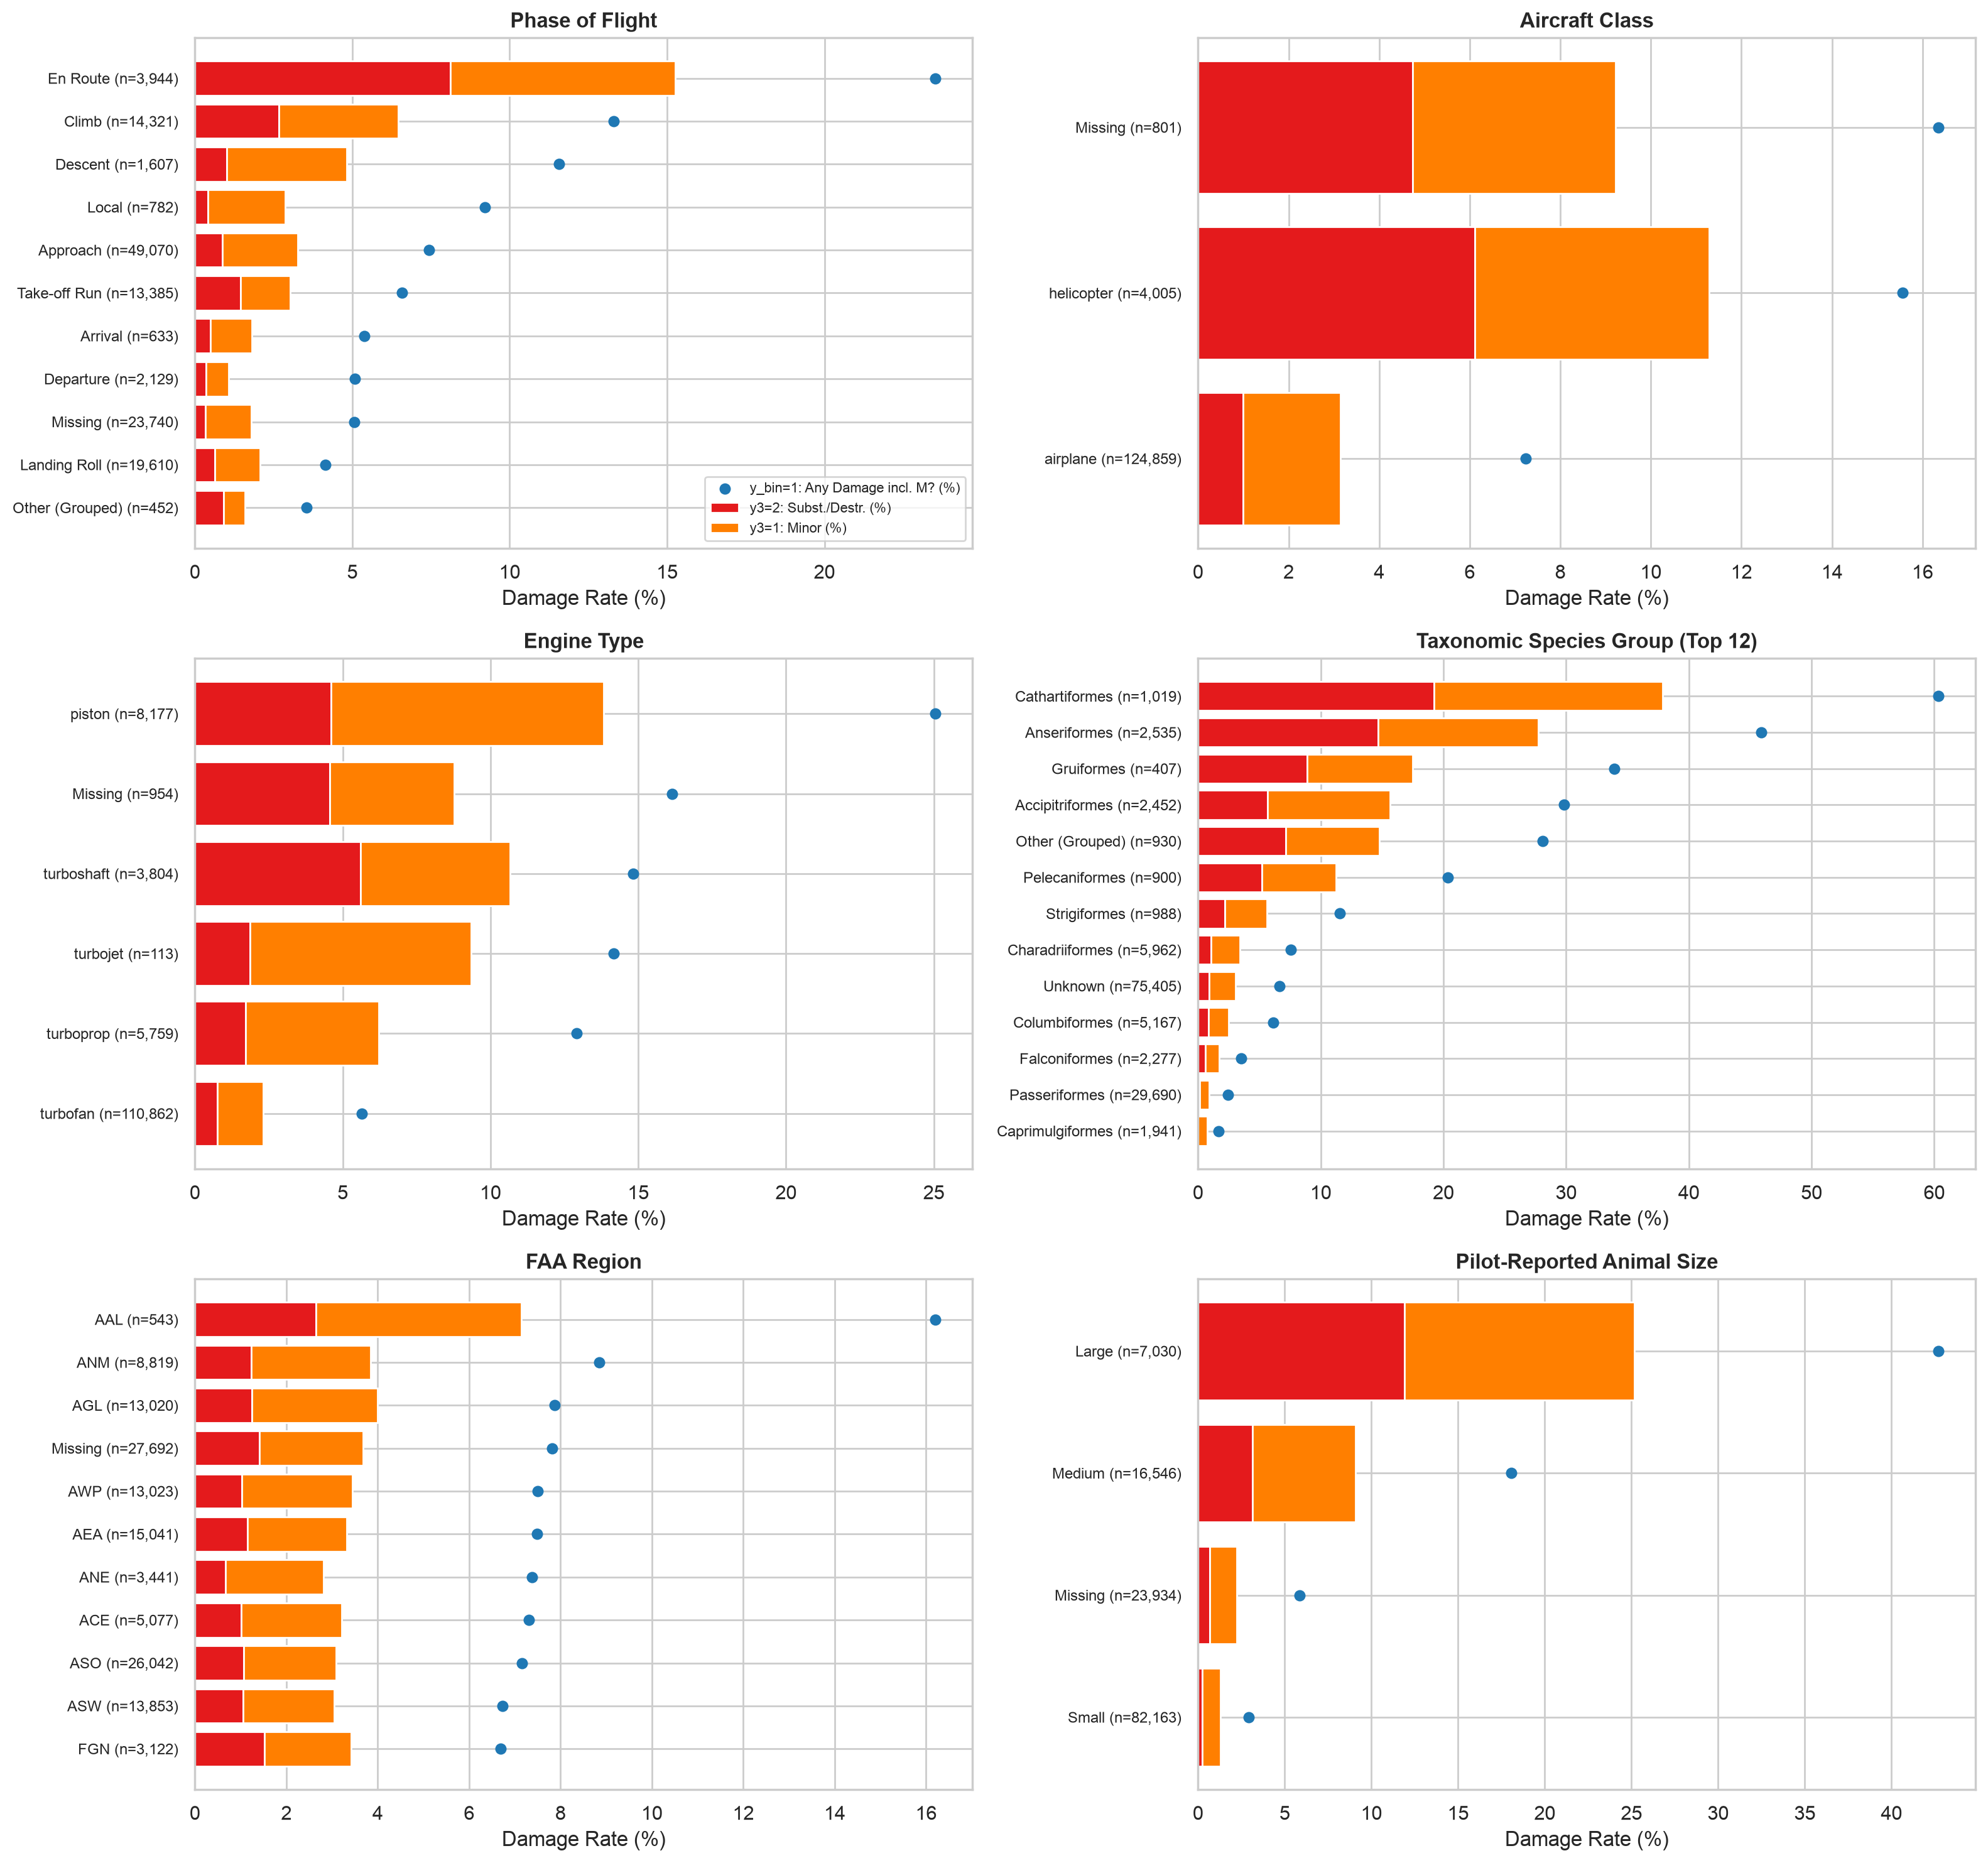 Phase of Flight
En Route (n=3,944)
Climb (n=14,321)
Descent (n=1,607)
Local (n=782)
Approach (n=49,070)
Take-off Run (n=13,385)
Arrival (n=633)
Departure (n=2,129)
Missing (n=23,740)
Landing Roll (n=19,610)
Other (Grouped) (n=452)
y_bin=1: Any Damage incl. M? (%)
y3=2: Subst./Destr. (%)
y3=1: Minor (%)
0 5 10 15 20
Damage Rate (%)
Aircraft Class
Missing (n=801)
helicopter (n=4,005)
airplane (n=124,859)
0 2 4 6 8 10 12 14 16
Damage Rate (%)
Engine Type
piston (n=8,177)
Missing (n=954)
turboshaft (n=3,804)
turbojet (n=113)
turboprop (n=5,759)
turbofan (n=110,862)
0 5 10 15 20 25
Damage Rate (%)
Taxonomic Species Group (Top 12)
Cathartiformes (n=1,019)
Anseriformes (n=2,535)
Gruiformes (n=407)
Accipitriformes (n=2,452)
Other (Grouped) (n=930)
Pelecaniformes (n=900)
Strigiformes (n=988)
Charadriiformes (n=5,962)
Unknown (n=75,405)
Columbiformes (n=5,167)
Falconiformes (n=2,277)
Passeriformes (n=29,690)
Caprimulgiformes (n=1,941)
0 10 20 30 40 50 60
Damage Rate (%)
FAA Region
AAL (n=543)
ANM (n=8,819)
AGL (n=13,020)
Missing (n=27,692)
AWP (n=13,023)
AEA (n=15,041)
ANE (n=3,441)
ACE (n=5,077)
ASO (n=26,042)
ASW (n=13,853)
FGN (n=3,122)
0 2 4 6 8 10 12 14 16
Damage Rate (%)
Pilot-Reported Animal Size
Large (n=7,030)
Medium (n=16,546)
Missing (n=23,934)
Small (n=82,163)
0 5 10 15 20 25 30 35 40
Damage Rate (%)